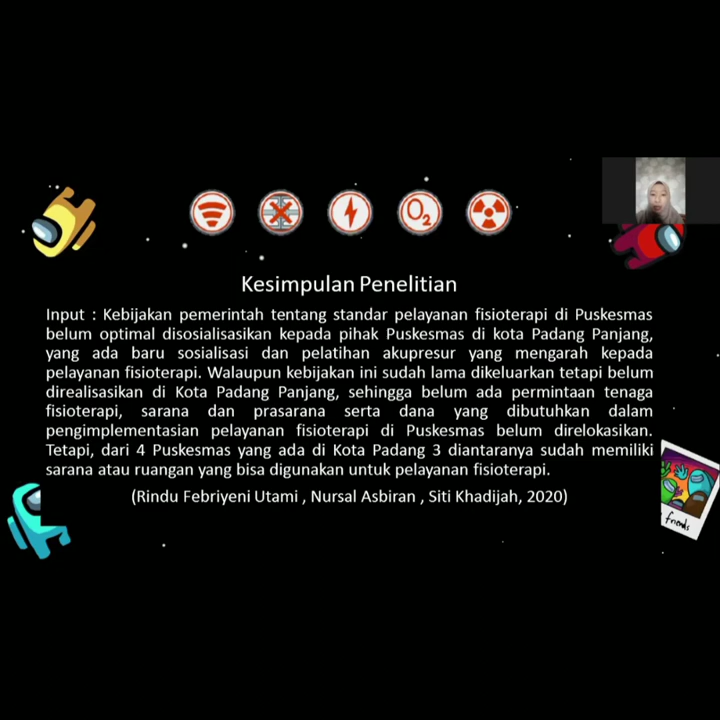 O2
Kesimpulan Penelitian
Input : Kebijakan pemerintah tentang standar pelayanan fisioterapi di Puskesmas
belum optimal disosialisasikan kepada pihak Puskesmas di kota Padang Panjang,
yang ada baru sosialisasi dan pelatihan akupresur yang mengarah kepada
pelayanan fisioterapi. Walaupun kebijakan ini sudah lama dikeluarkan tetapi belum
direalisasikan di Kota Padang Panjang, sehingga belum ada permintaan tenaga
fisioterapi, sarana dan prasarana serta dana yang dibutuhkan dalam
pengimplementasian pelayanan fisioterapi di Puskesmas belum direlokasikan.
Tetapi, dari 4 Puskesmas yang ada di Kota Padang 3 diantaranya sudah memiliki
sarana atau ruangan yang bisa digunakan untuk pelayanan fisioterapi.
(Rindu Febriyeni Utami , Nursal Asbiran , Siti Khadijah, 2020)
friends